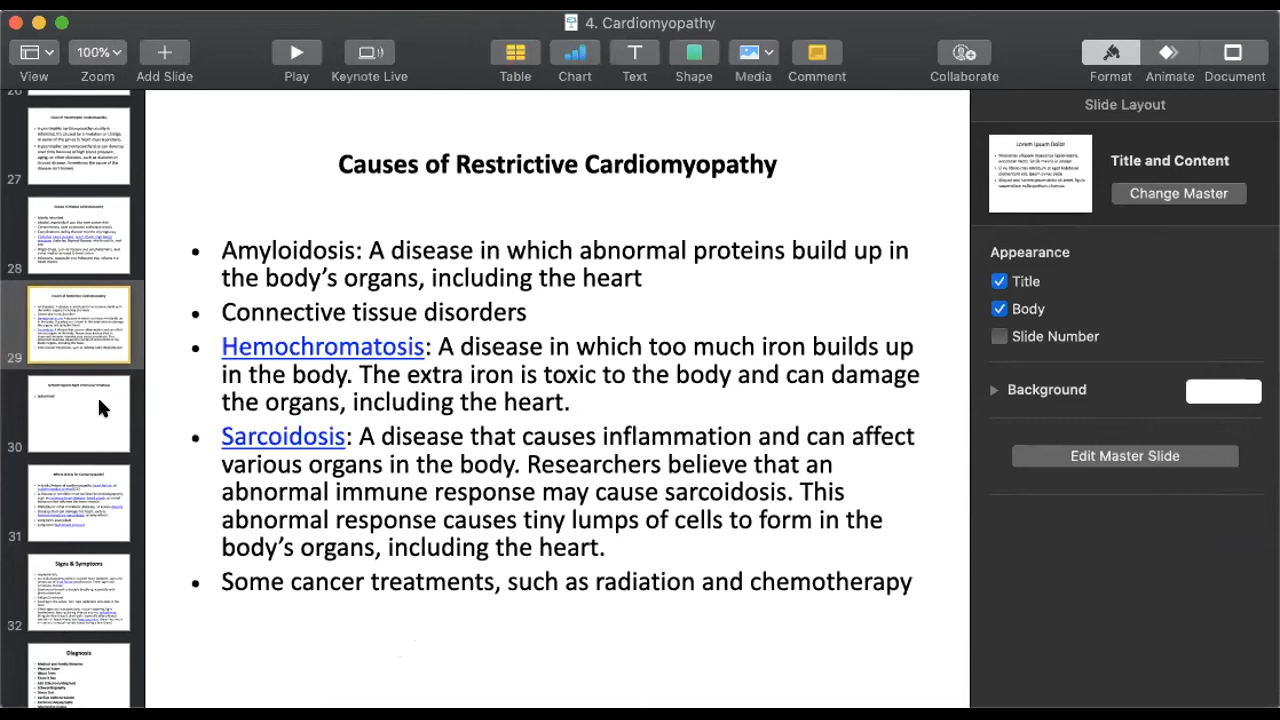 4. Cardiomyopathy
100%
View
Zoom
Add Slide
Play
Keynote Live
Table
Chart
Text
Shape
Media
Comment
Collaborate
Format
Animate
Document
27
28
29
30
31
Signs & Symptoms
32
Diagnosis
Causes of Restrictive Cardiomyopathy
• Amyloidosis: A disease in which abnormal proteins build up in
the body's organs, including the heart
• Connective tissue disorders
• Hemochromatosis: A disease in which too much iron builds up
in the body. The extra iron is toxic to the body and can damage
the organs, including the heart.
• Sarcoidosis: A disease that causes inflammation and can affect
various organs in the body. Researchers believe that an
abnormal immune response may cause sarcoidosis. This
abnormal response causes tiny lumps of cells to form in the
body's organs, including the heart.
• Some cancer treatments, such as radiation and chemotherapy
Slide Layout
Lorem Ipsum Dolor
Title and Content
Change Master
Appearance
Title
Body
Slide Number
Background
Edit Master Slide